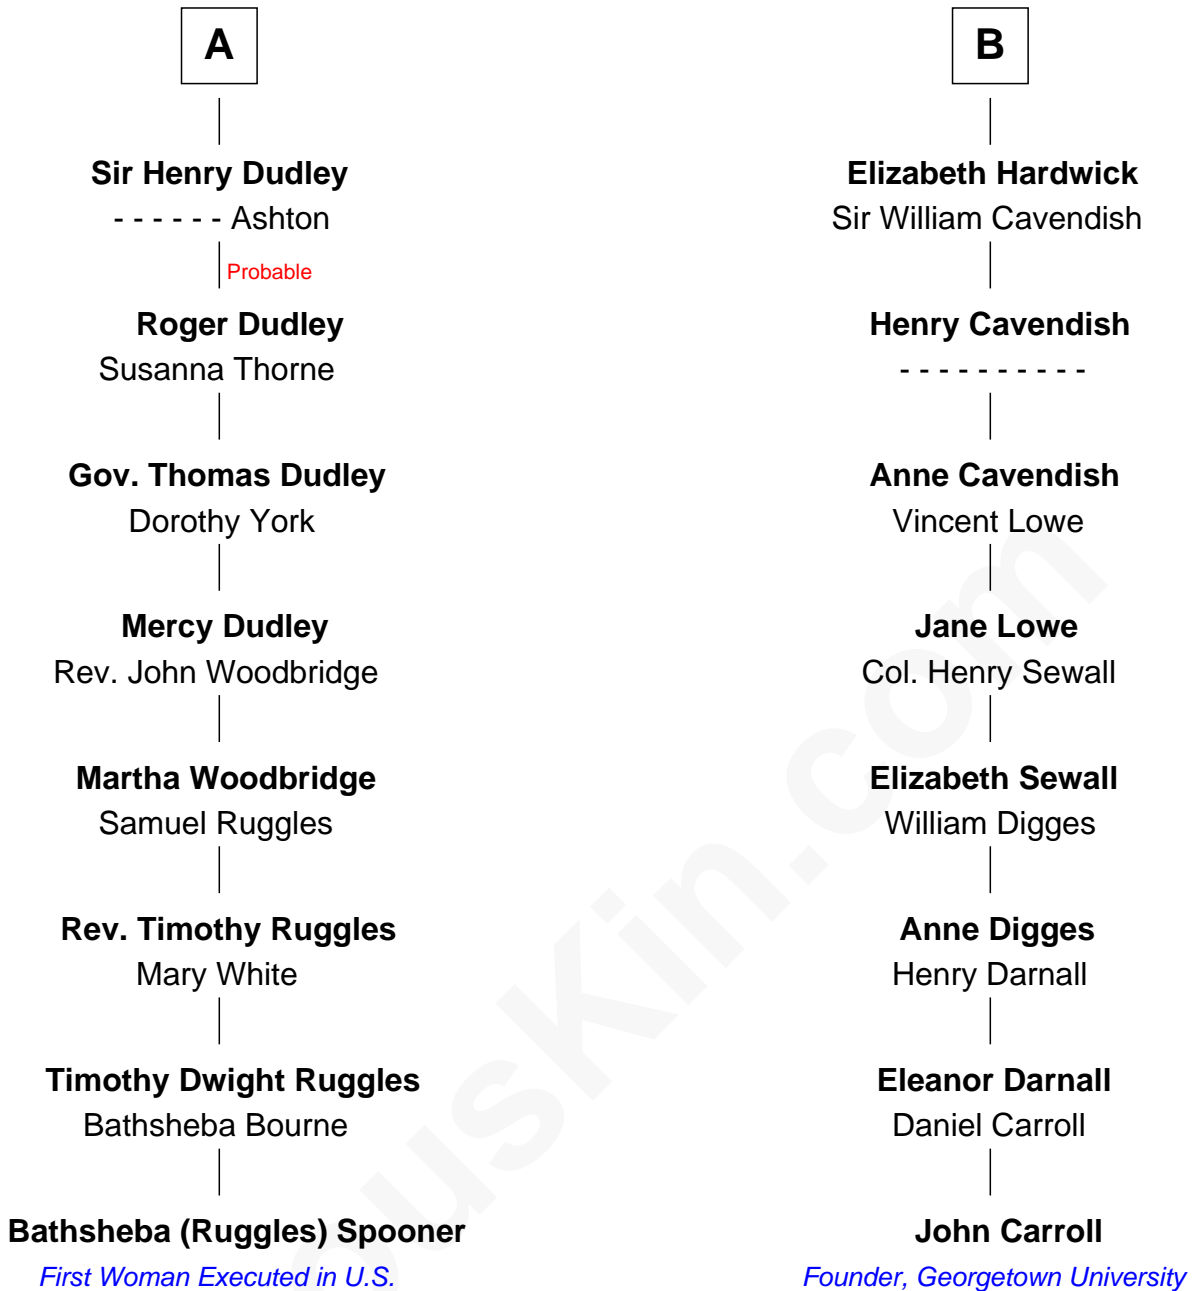 A
Sir Henry Dudley
- - - - - - Ashton
Probable
Roger Dudley
Susanna Thorne
Gov. Thomas Dudley
Dorothy York
Mercy Dudley
Rev. John Woodbridge
Martha Woodbridge
Samuel Ruggles
Rev. Timothy Ruggles
Mary White
Timothy Dwight Ruggles
Bathsheba Bourne
Bathsheba (Ruggles) Spooner
First Woman Executed in U.S.
B
Elizabeth Hardwick
Sir William Cavendish
Henry Cavendish
- - - - - - - - - -
Anne Cavendish
Vincent Lowe
Jane Lowe
Col. Henry Sewall
Elizabeth Sewall
William Digges
Anne Digges
Henry Darnall
Eleanor Darnall
Daniel Carroll
John Carroll
Founder, Georgetown University
ousKin.com